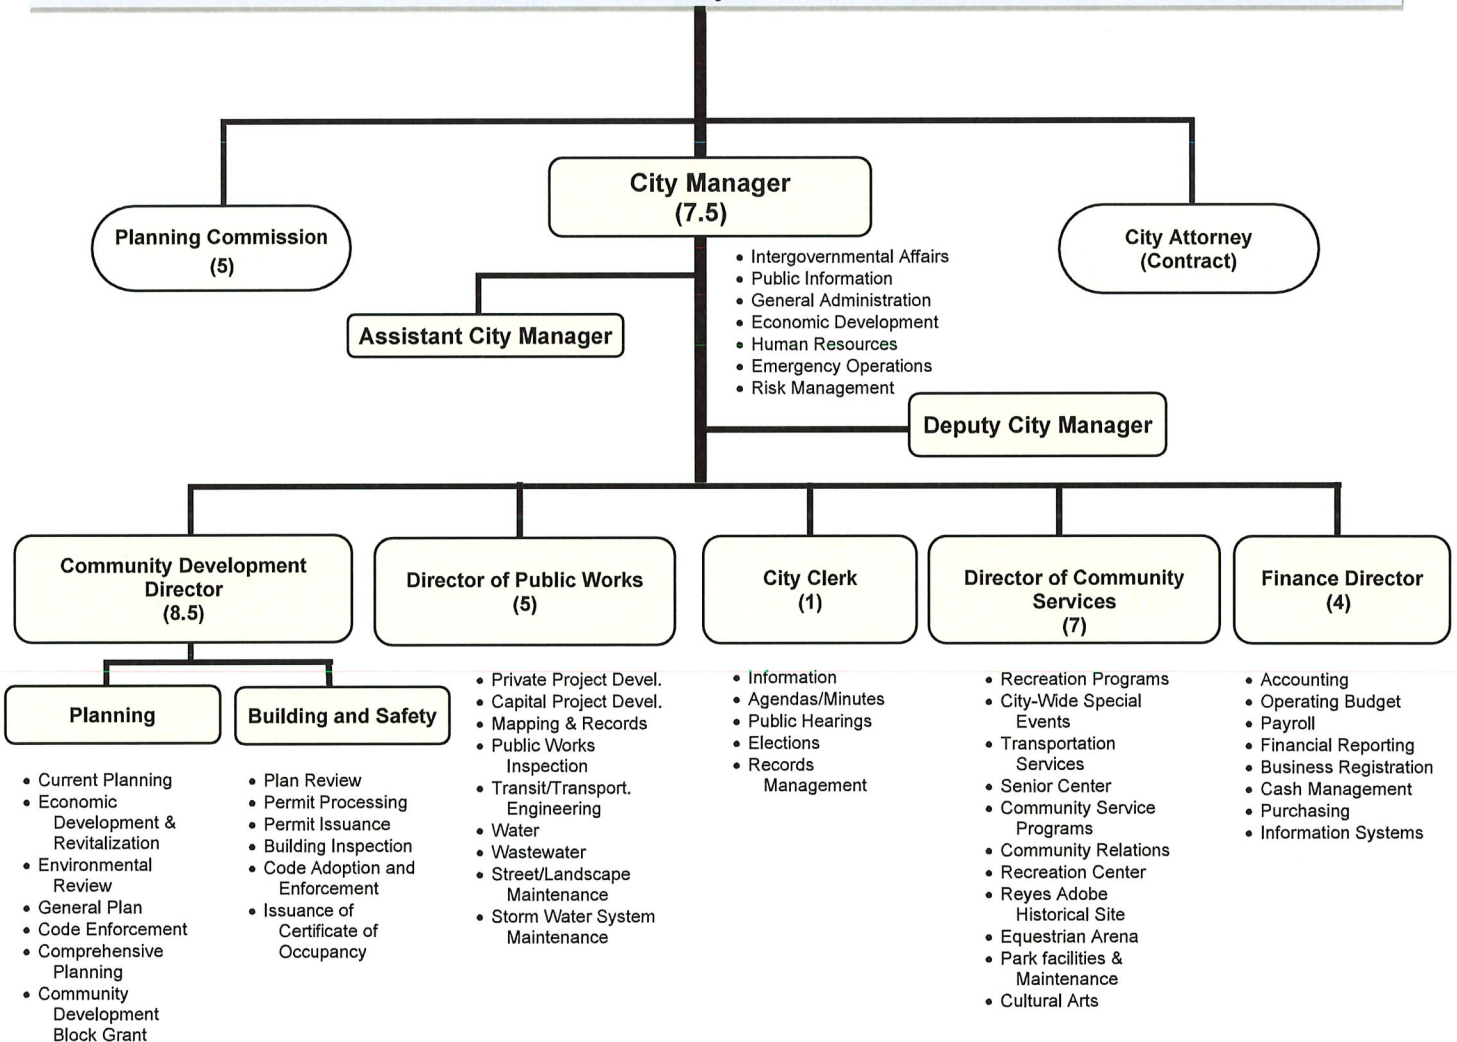 City Manager
(7.5)
Planning Commission
(5)
City Attorney
(Contract)
• Intergovernmental Affairs
• Public Information
• General Administration
• Economic Development
• Human Resources
• Emergency Operations
• Risk Management
Assistant City Manager
Deputy City Manager
Community Development
Director
(8.5)
Director of Public Works
(5)
City Clerk
(1)
Director of Community
Services
(7)
Finance Director
(4)
Planning
• Current Planning
• Economic
Development &
Revitalization
• Environmental
Review
• General Plan
• Code Enforcement
• Comprehensive
Planning
• Community
Development
Block Grant
Building and Safety
• Plan Review
• Permit Processing
• Permit Issuance
• Building Inspection
• Code Adoption and
Enforcement
• Issuance of
Certificate of
Occupancy
• Private Project Devel.
• Capital Project Devel.
• Mapping & Records
• Public Works
Inspection
• Transit/Transport.
Engineering
• Water
• Wastewater
• Street/Landscape
Maintenance
• Storm Water System
Maintenance
• Information
• Agendas/Minutes
• Public Hearings
• Elections
• Records
Management
• Recreation Programs
• City-Wide Special
Events
• Transportation
Services
• Senior Center
• Community Service
Programs
• Community Relations
• Recreation Center
• Reyes Adobe
Historical Site
• Equestrian Arena
• Park facilities &
Maintenance
• Cultural Arts
• Accounting
• Operating Budget
• Payroll
• Financial Reporting
• Business Registration
• Cash Management
• Purchasing
• Information Systems